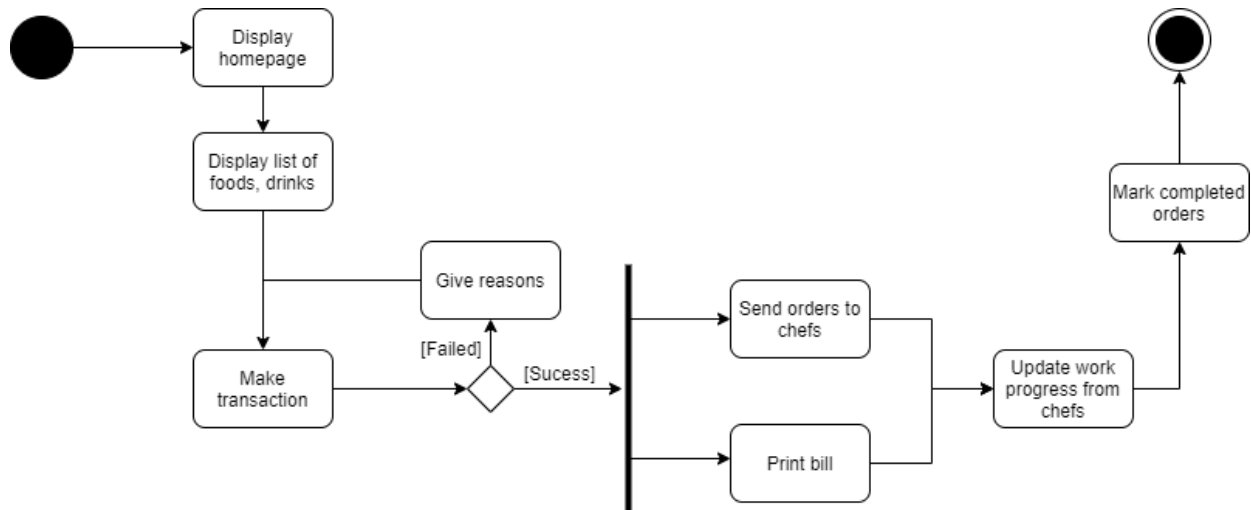 Display
homepage
Display list of
foods, drinks
Give reasons
[Failed]
Make
transaction
[Sucess]
Send orders to
chefs
Print bill
Update work
progress from
chefs
Mark completed
orders